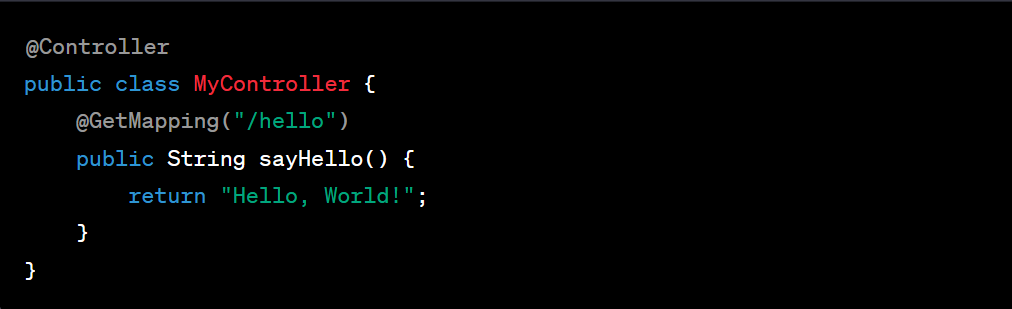 @Controller
public class MyController {
    @GetMapping("/hello")
    public String sayHello() {
        return "Hello, World!";
    }
}